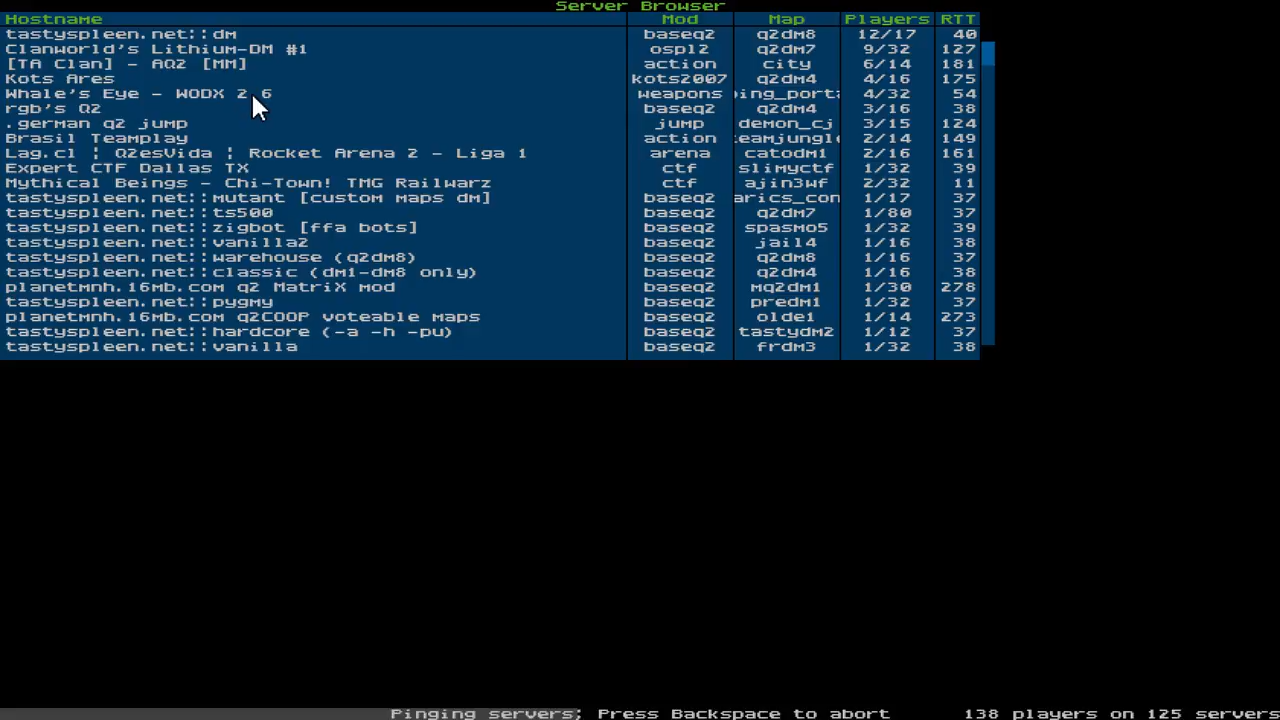 Server Browser
Hostname Mod Map Players RTT
tastyspleen.net::dm baseq2 q2dm8 12/17 40
Clanworld's Lithium-DM #1 ospl2 q2dm7 9/32 127
[TA Clan] - AQ2 [MM] action city 6/14 181
Kots Ares kots2007 q2dm4 4/16 175
Whale's Eye - WODX 2.6 weapons ping_port 4/32 54
rgb's Q2 baseq2 q2dm4 3/16 38
.german q2 jump jump demon_cj 3/15 124
Brasil Teamplay action teamjungl 2/14 149
Lag.cl ¦ Q2esVida ¦ Rocket Arena 2 - Liga 1 arena catodm1 2/16 161
Expert CTF Dallas TX ctf slimyctf 1/32 39
Mythical Beings - Chi-Town! TMG Railwarz ctf ajin3wf 2/32 11
tastyspleen.net::mutant [custom maps dm] baseq2 arics_con 1/17 37
tastyspleen.net::ts500 baseq2 q2dm7 1/80 37
tastyspleen.net::zigbot [ffa bots] baseq2 spasmo5 1/32 39
tastyspleen.net::vanilla2 baseq2 jail4 1/16 38
tastyspleen.net::warehouse (q2dm8) baseq2 q2dm8 1/16 37
tastyspleen.net::classic (dm1-dm8 only) baseq2 q2dm4 1/16 38
planetmnh.16mb.com q2 MatriX mod baseq2 mq2dm1 1/30 278
tastyspleen.net::pygmy baseq2 predm1 1/32 37
planetmnh.16mb.com q2COOP voteable maps baseq2 olde1 1/14 273
tastyspleen.net::hardcore (-a -h -pu) baseq2 tastydm2 1/12 37
tastyspleen.net::vanilla baseq2 frdm3 1/32 38
Pinging servers; Press Backspace to abort 138 players on 125 servers